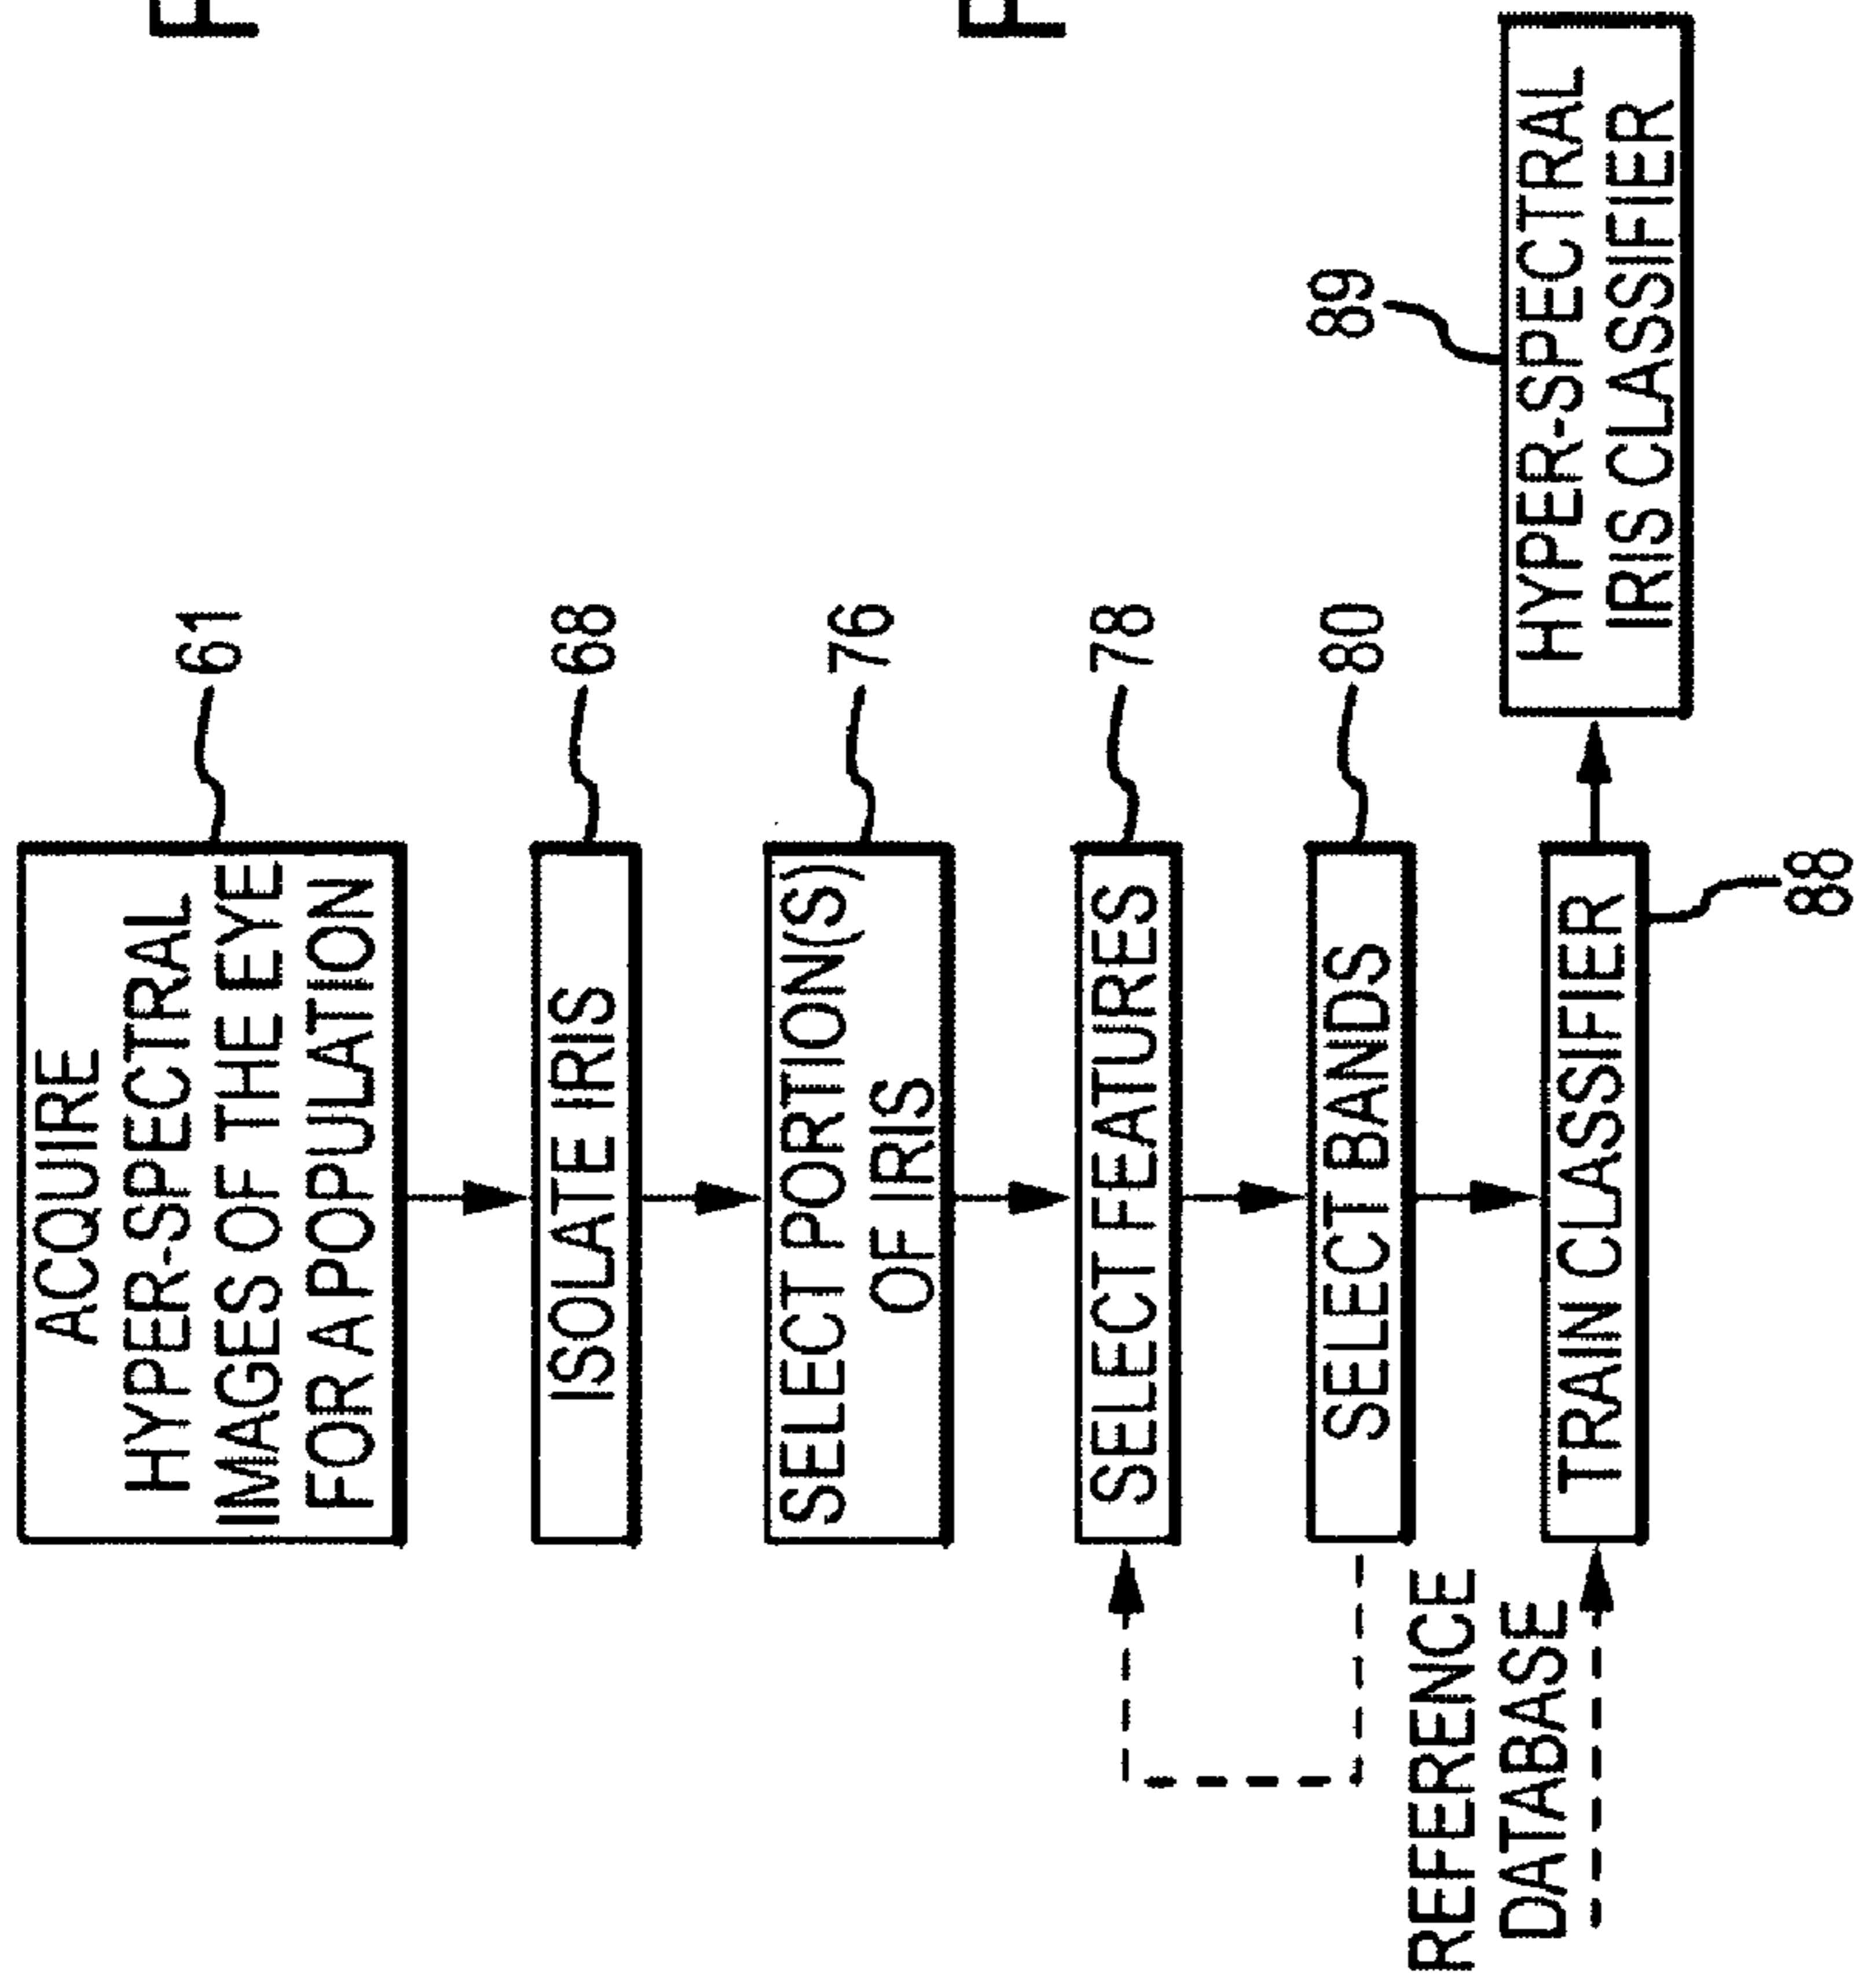 ACQUIRE
HYPER-SPECTRAL
IMAGES OF THE EYE
FOR A POPULATION
61
ISOLATE IRIS
68
SELECT PORTION(S)
OF IRIS
76
SELECT FEATURES
78
SELECT BANDS
80
REFERENCE
DATABASE
TRAIN CLASSIFIER
88
HYPER-SPECTRAL
IRIS CLASSIFIER
89